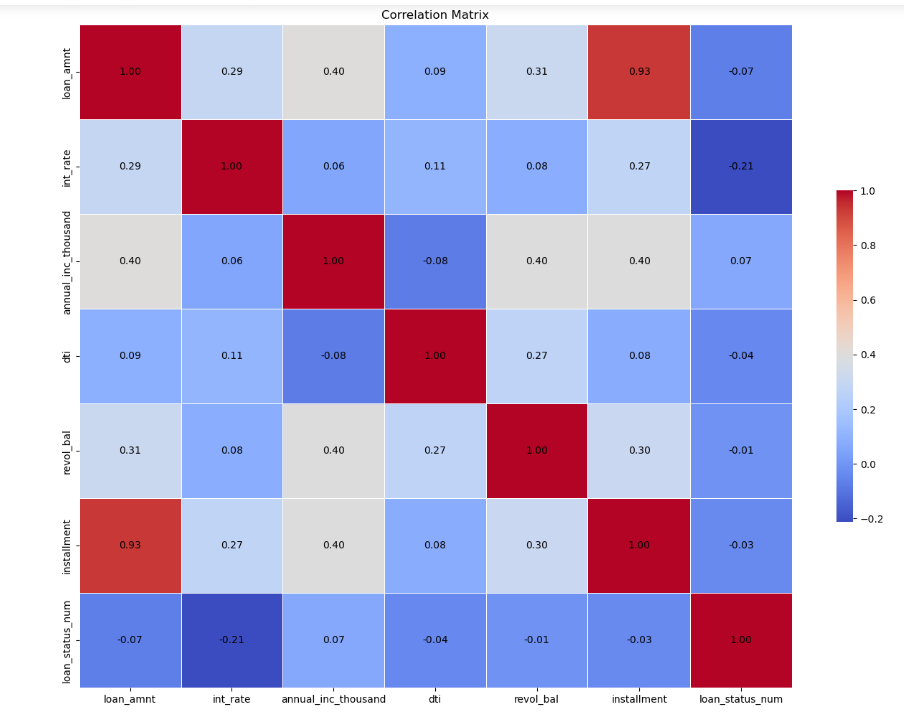 Correlation Matrix
loan_amnt 1.00 0.29 0.40 0.09 0.31 0.93 -0.07
int_rate 0.29 1.00 0.06 0.11 0.08 0.27 -0.21
annual_inc_thousand 0.40 0.06 1.00 -0.08 0.40 0.40 0.07
dti 0.09 0.11 -0.08 1.00 0.27 0.08 -0.04
revol_bal 0.31 0.08 0.40 0.27 1.00 0.30 -0.01
installment 0.93 0.27 0.40 0.08 0.30 1.00 -0.03
loan_status_num -0.07 -0.21 0.07 -0.04 -0.01 -0.03 1.00
loan_amnt int_rate annual_inc_thousand dti revol_bal installment loan_status_num
1.0
0.8
0.6
0.4
0.2
0.0
−0.2